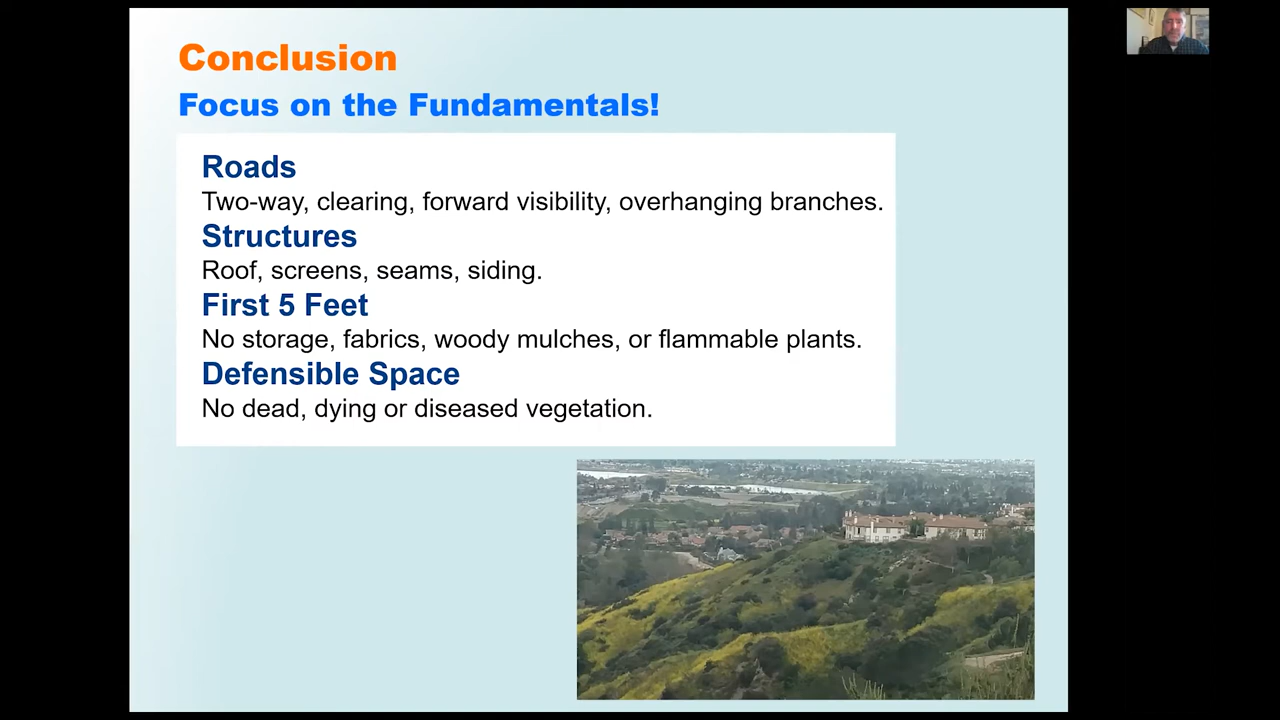 Conclusion
Focus on the Fundamentals!
Roads
Two-way, clearing, forward visibility, overhanging branches.
Structures
Roof, screens, seams, siding.
First 5 Feet
No storage, fabrics, woody mulches, or flammable plants.
Defensible Space
No dead, dying or diseased vegetation.